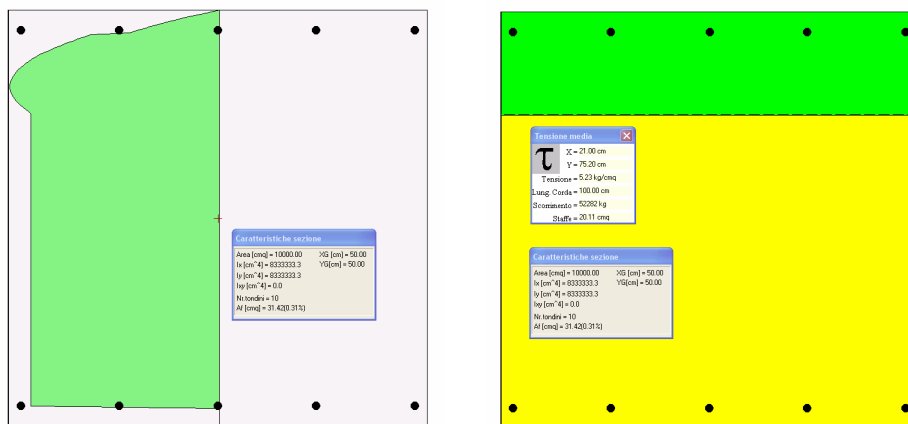 Caratteristiche sezione
Area [cmq] = 10000.00 XG [cm] = 50.00
Ix [cm^4] = 8333333.3 YG[cm] = 50.00
Iy [cm^4] = 8333333.3
Ixy [cm^4] = 0.0
Nr.tondini = 10
Af [cmq] = 31.42(0.31%)
Tensione media
τ
X = 21.00 cm
Y = 75.20 cm
Tensione = 5.23 kg/cmq
Lung. Corda = 100.00 cm
Scorrimento = 52282 kg
Staffe = 20.11 cmq
Caratteristiche sezione
Area [cmq] = 10000.00 XG [cm] = 50.00
Ix [cm^4] = 8333333.3 YG[cm] = 50.00
Iy [cm^4] = 8333333.3
Ixy [cm^4] = 0.0
Nr.tondini = 10
Af [cmq] = 31.42(0.31%)